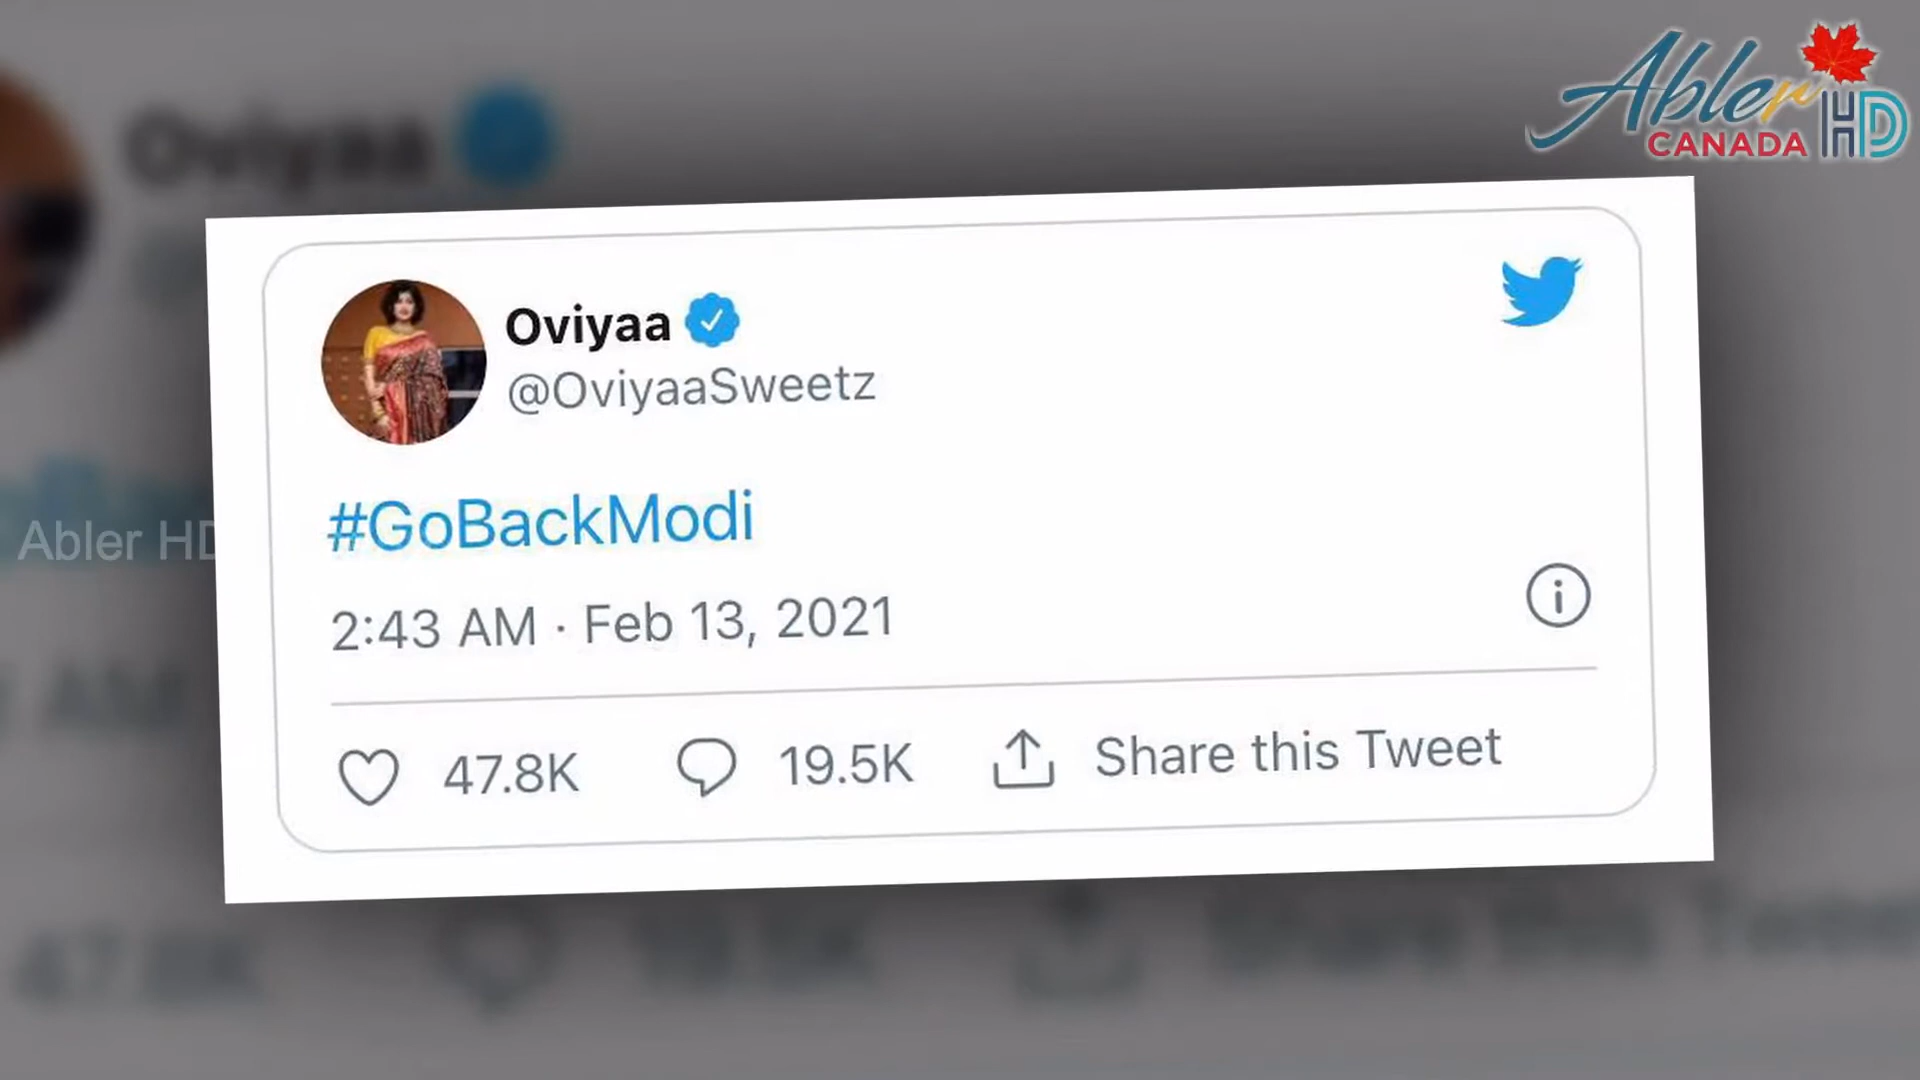 Abler
CANADA HD
Oviyaa
Oviyaa
@OviyaaSweetz
#GoBackModi
Abler HD
2:43 AM · Feb 13, 2021
47.8K 19.5K Share this Tweet